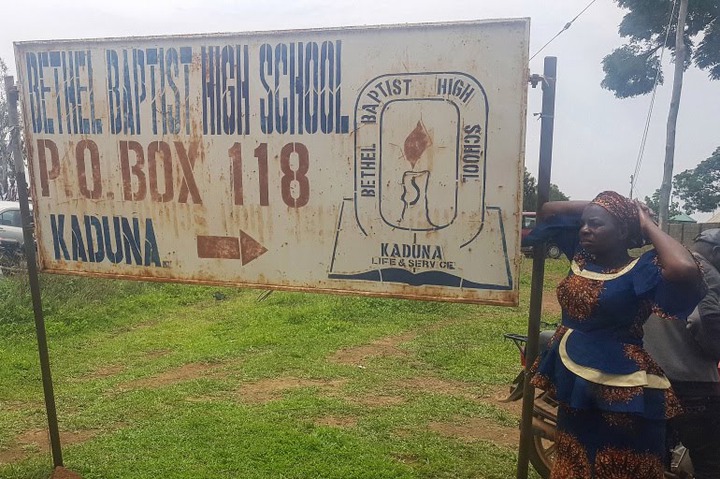 BETHEL BAPTIST HIGH SCHOOL
P.O. BOX 118
KADUNA
BETHEL BAPTIST HIGH SCHOOL
KADUNA
LIFE & SERVICE